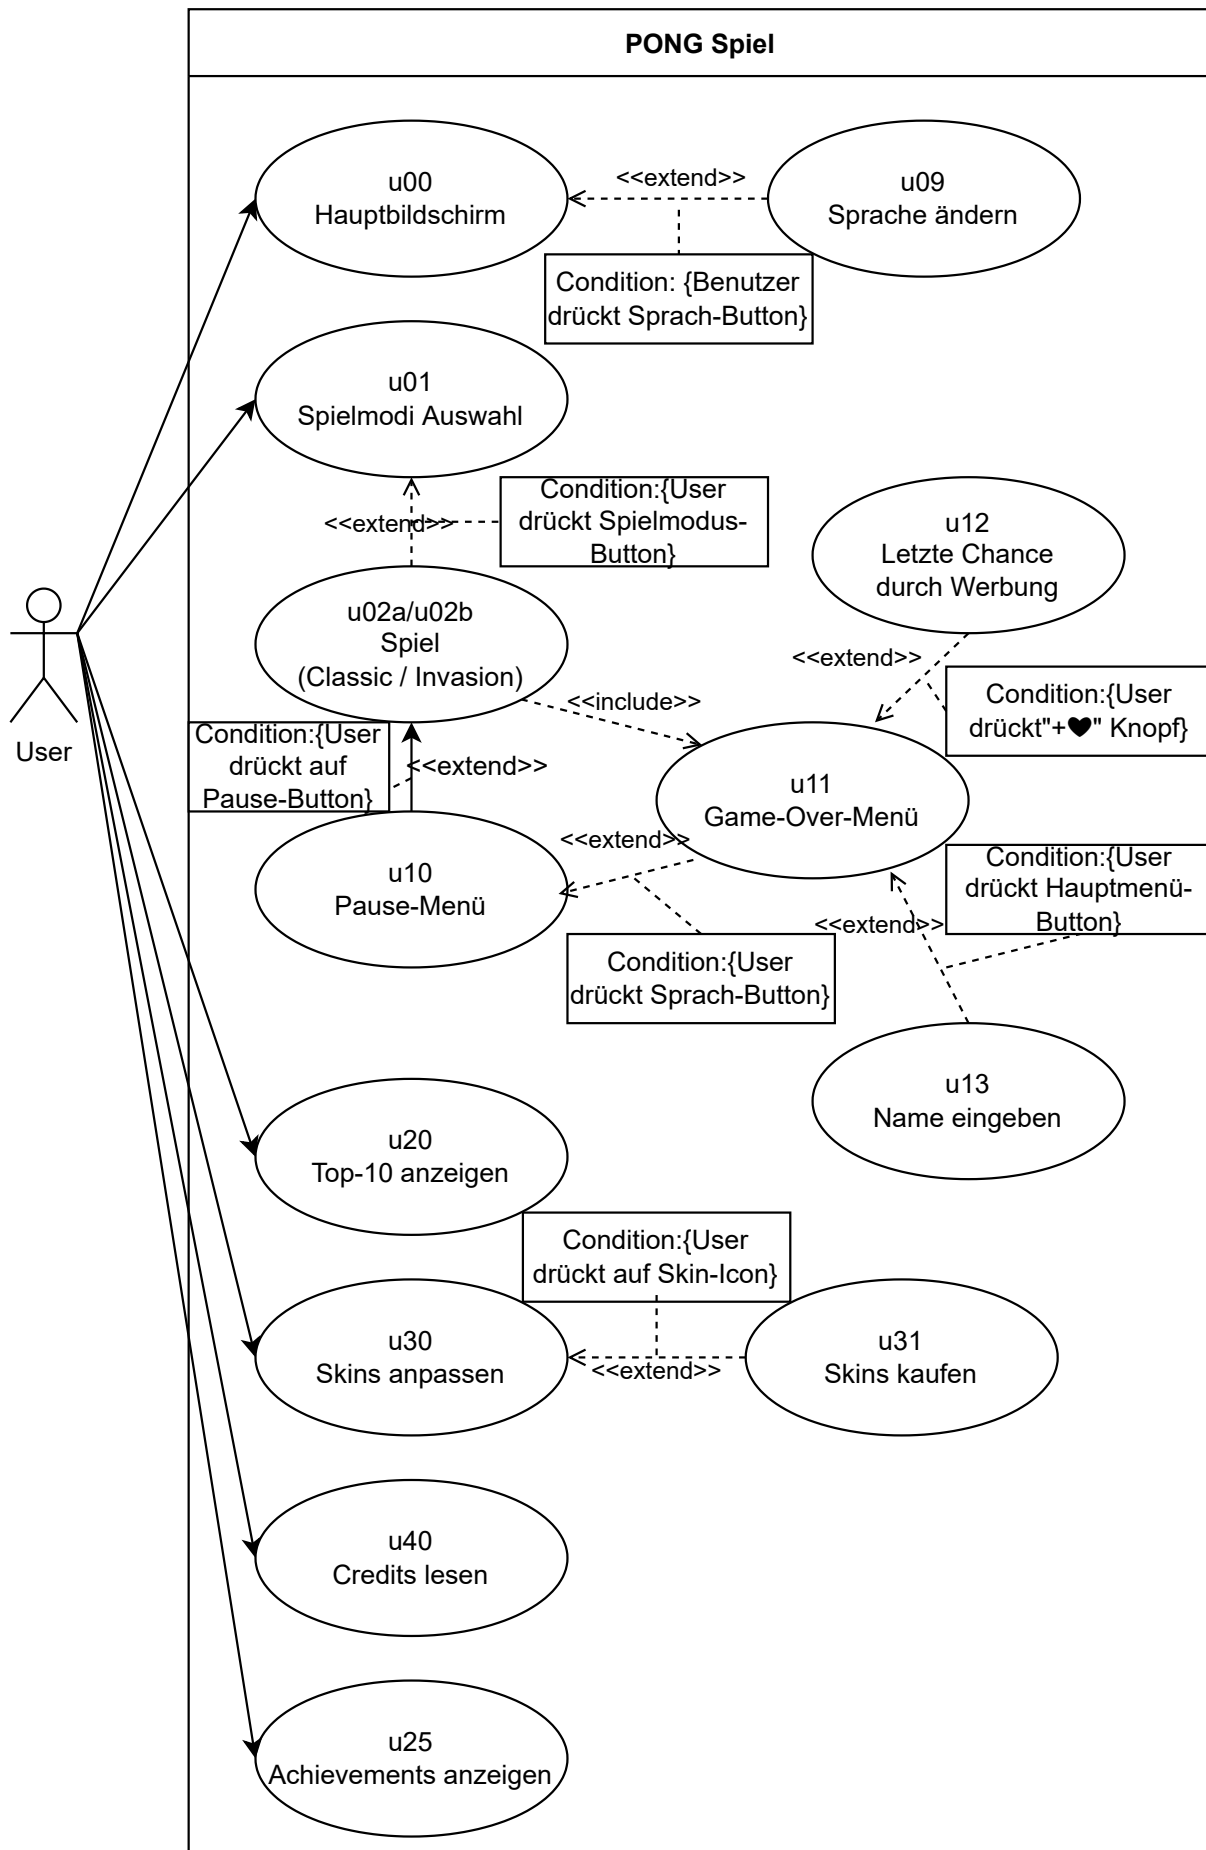 PONG Spiel
u00
Hauptbildschirm
<<extend>>
u09
Sprache ändern
Condition: {Benutzer
drückt Sprach-Button}
u01
Spielmodi Auswahl
<<extend>>
Condition:{User
drückt Spielmodus-
Button}
u12
Letzte Chance
durch Werbung
u02a/u02b
Spiel
(Classic / Invasion)
<<extend>>
<<include>>
Condition:{User
drückt"+♥" Knopf}
User
Condition:{User
drückt auf
Pause-Button}
<<extend>>
u11
Game-Over-Menü
<<extend>>
u10
Pause-Menü
Condition:{User
drückt Hauptmenü-
Button}
<<extend>>
Condition:{User
drückt Sprach-Button}
u13
Name eingeben
u20
Top-10 anzeigen
Condition:{User
drückt auf Skin-Icon}
u30
Skins anpassen
<<extend>>
u31
Skins kaufen
u40
Credits lesen
u25
Achievements anzeigen